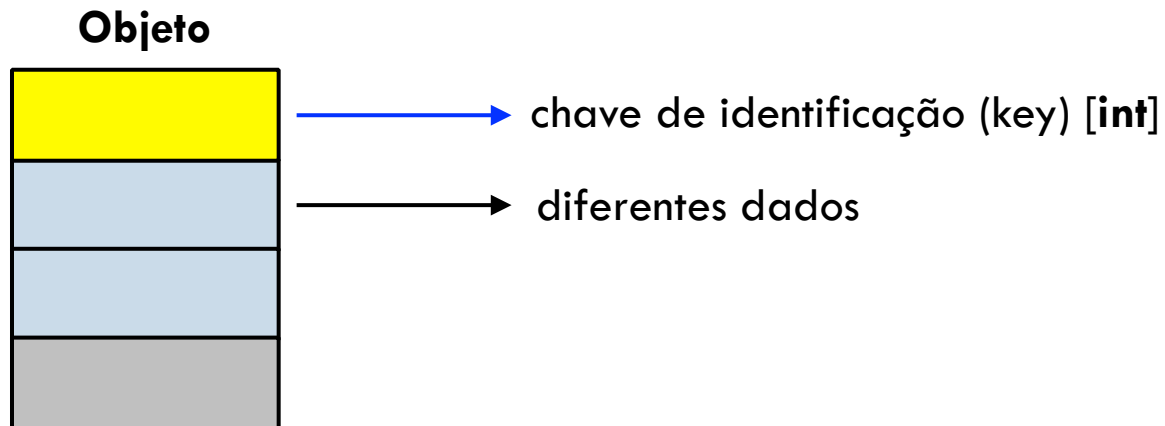 Objeto
chave de identificação (key) [int]
diferentes dados